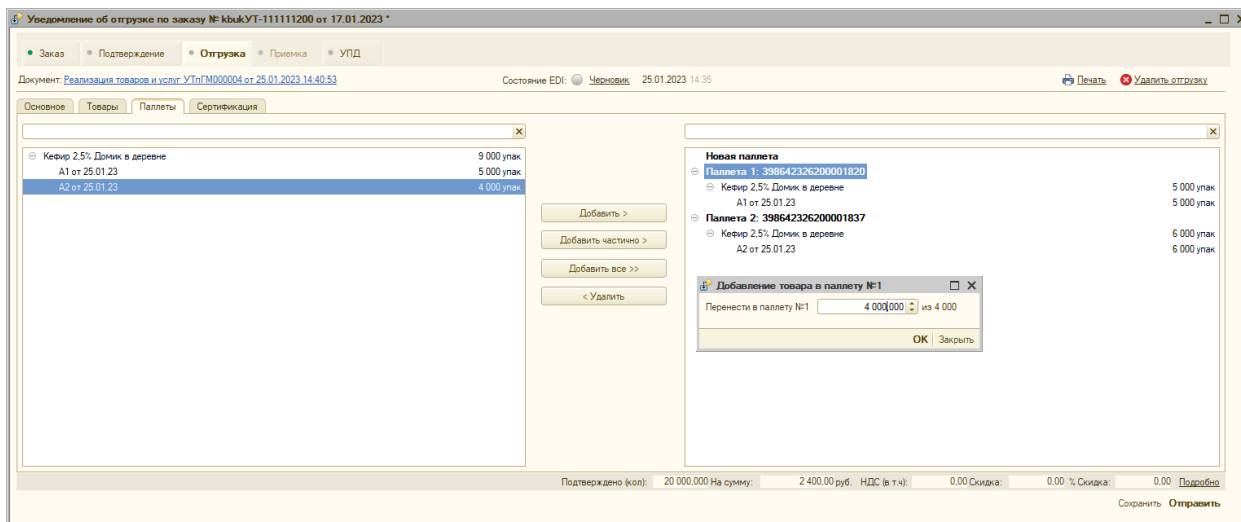 Уведомление об отгрузке по заказу № kbukУТ-111111200 от 17.01.2023 *
Заказ Подтверждение Отгрузка Приемка УПД
Документ: Реализация товаров и услуг УТпГМ000004 от 25.01.2023 14:40:53 Состояние EDI: Черновик 25.01.2023 14:35 Печать Удалить отгрузку
Основное Товары Паллеты Сертификация
Кефир 2,5% Домик в деревне 9 000 упак
А1 от 25.01.23 5 000 упак
А2 от 25.01.23 4 000 упак
Добавить >
Добавить частично >
Добавить все >>
< Удалить
Новая паллета
Паллета 1: 398642326200001820
Кефир 2,5% Домик в деревне 5 000 упак
А1 от 25.01.23 5 000 упак
Паллета 2: 398642326200001837
Кефир 2,5% Домик в деревне 6 000 упак
А2 от 25.01.23 6 000 упак
Добавление товара в паллету №1
Перенести в паллету №1 4 000,000 из 4 000
OK Закрыть
Подтверждено (кол): 20 000,000 На сумму: 2 400,00 руб. НДС (в т.ч): 0,00 Скидка: 0,00 % Скидка: 0,00 Подробно
Сохранить Отправить